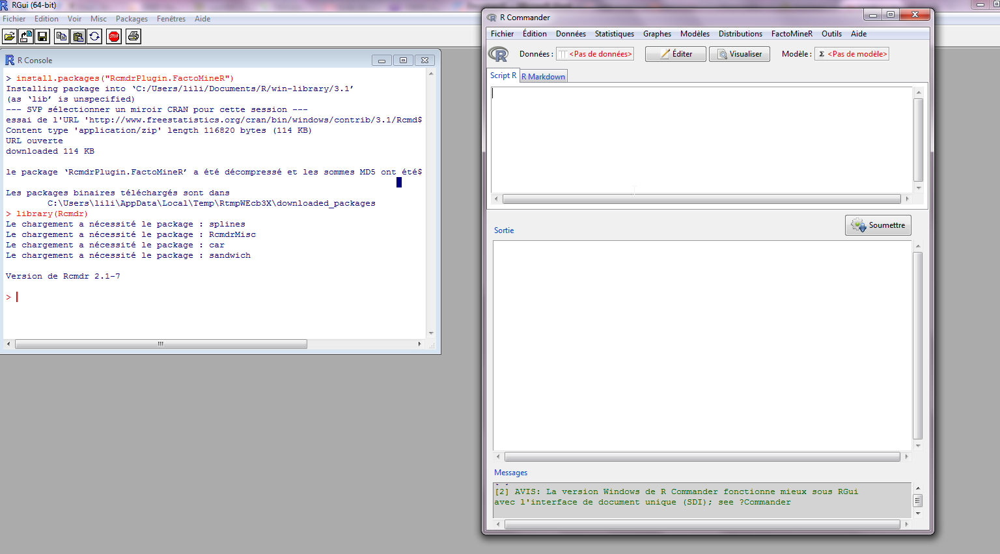 RGui (64-bit)
Fichier Edition Voir Misc Packages Fenêtres Aide
STOP
R Console
> install.packages("RcmdrPlugin.FactoMineR")
Installing package into ‘C:/Users/lili/Documents/R/win-library/3.1’
(as ‘lib’ is unspecified)
--- SVP sélectionner un miroir CRAN pour cette session ---
essai de l'URL 'http://www.freestatistics.org/cran/bin/windows/contrib/3.1/Rcmd$
Content type 'application/zip' length 116820 bytes (114 KB)
URL ouverte
downloaded 114 KB
le package ‘RcmdrPlugin.FactoMineR’ a été décompressé et les sommes MD5 ont été$
Les packages binaires téléchargés sont dans
C:\Users\lili\AppData\Local\Temp\RtmpWEcb3X\downloaded_packages
> library(Rcmdr)
Le chargement a nécessité le package : splines
Le chargement a nécessité le package : RcmdrMisc
Le chargement a nécessité le package : car
Le chargement a nécessité le package : sandwich
Version de Rcmdr 2.1-7
>
R Commander
Fichier Édition Données Statistiques Graphes Modèles Distributions FactoMineR Outils Aide
Données : <Pas de données> Éditer Visualiser Modèle : Σ <Pas de modèle>
Script R R Markdown
Soumettre
Sortie
Messages
[2] AVIS: La version Windows de R Commander fonctionne mieux sous RGui
avec l'interface de document unique (SDI); see ?Commander